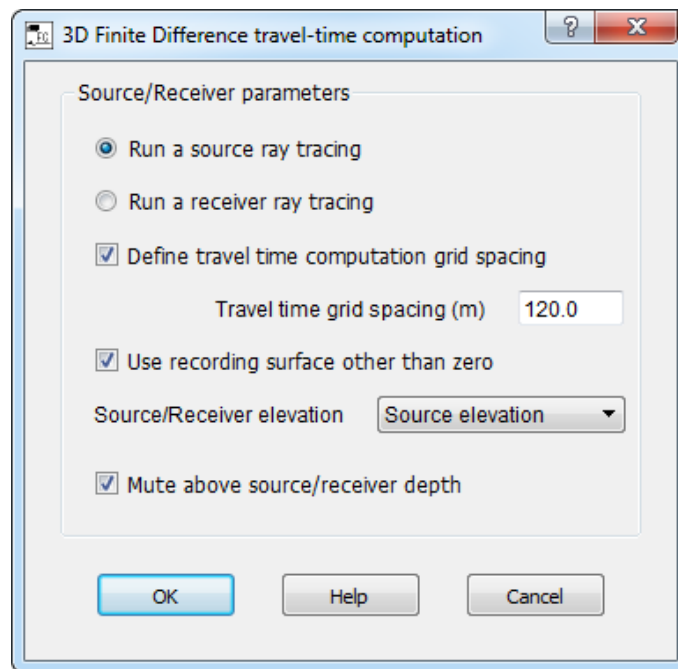 3D Finite Difference travel-time computation
?
Source/Receiver parameters
Run a source ray tracing
Run a receiver ray tracing
Define travel time computation grid spacing
Travel time grid spacing (m) 120.0
Use recording surface other than zero
Source/Receiver elevation Source elevation
Mute above source/receiver depth
OK Help Cancel